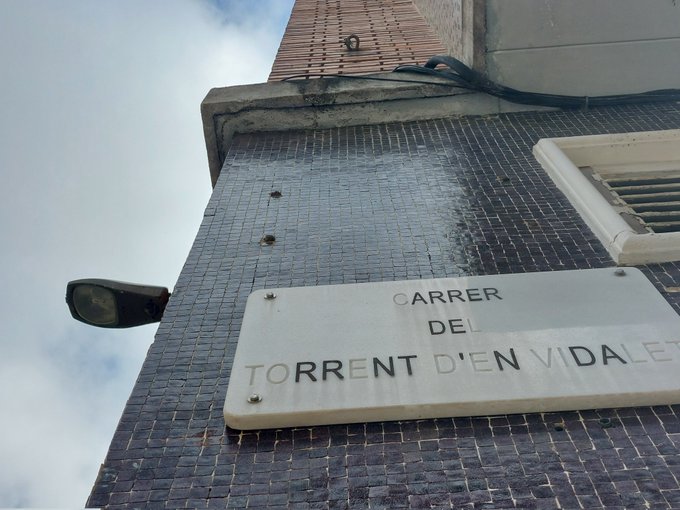 CARRER
DEL
TORRENT D'EN VIDALET